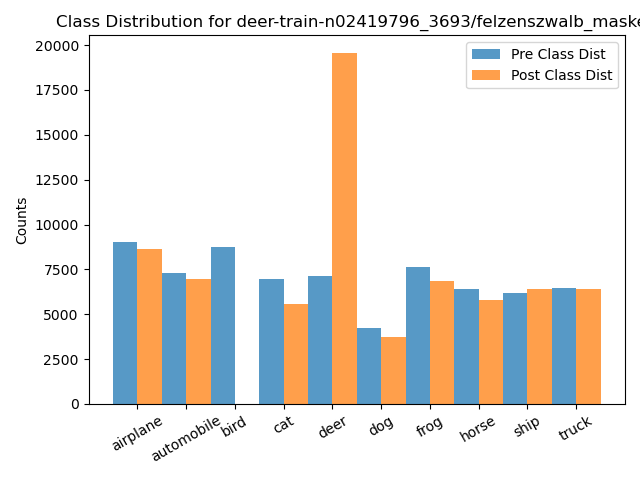 Class Distribution for deer-train-n02419796_3693/felzenszwalb_maske
Pre Class Dist
Post Class Dist
Counts
20000
17500
15000
12500
10000
7500
5000
2500
0
airplane
automobile
bird
cat
deer
dog
frog
horse
ship
truck